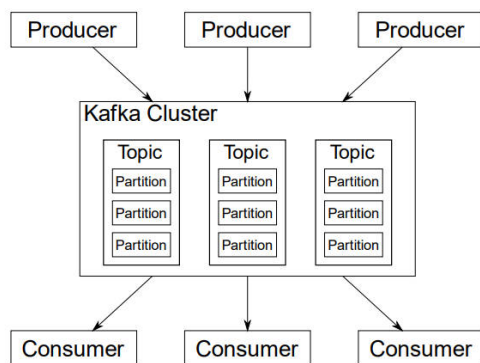 Producer Producer Producer
Kafka Cluster
Topic Topic Topic
Partition Partition Partition
Partition Partition Partition
Partition Partition Partition
Consumer Consumer Consumer